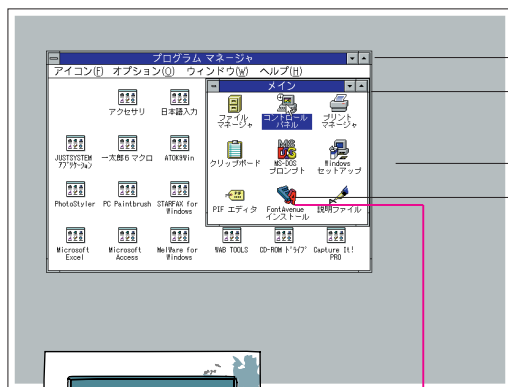 プログラム マネージャ
アイコン(F) オプション(O) ウィンドウ(W) ヘルプ(H)
メイン
アクセサリ
日本語入力
ファイル
マネージャ
コントロール
パネル
プリント
マネージャ
JUSTSYSTEM
アプリケーション
一太郎6 マクロ
ATOK9Win
クリップボード
MS-DOS
プロンプト
Windows
セットアップ
PhotoStyler
PC Paintbrush
STARFAX for
Windows
PIF エディタ
FontAvenue
インストール
説明ファイル
Microsoft
Excel
Microsoft
Access
MelWare for
Windows
WAB TOOLS
CD-ROM ドライブ
Capture It!
PRO